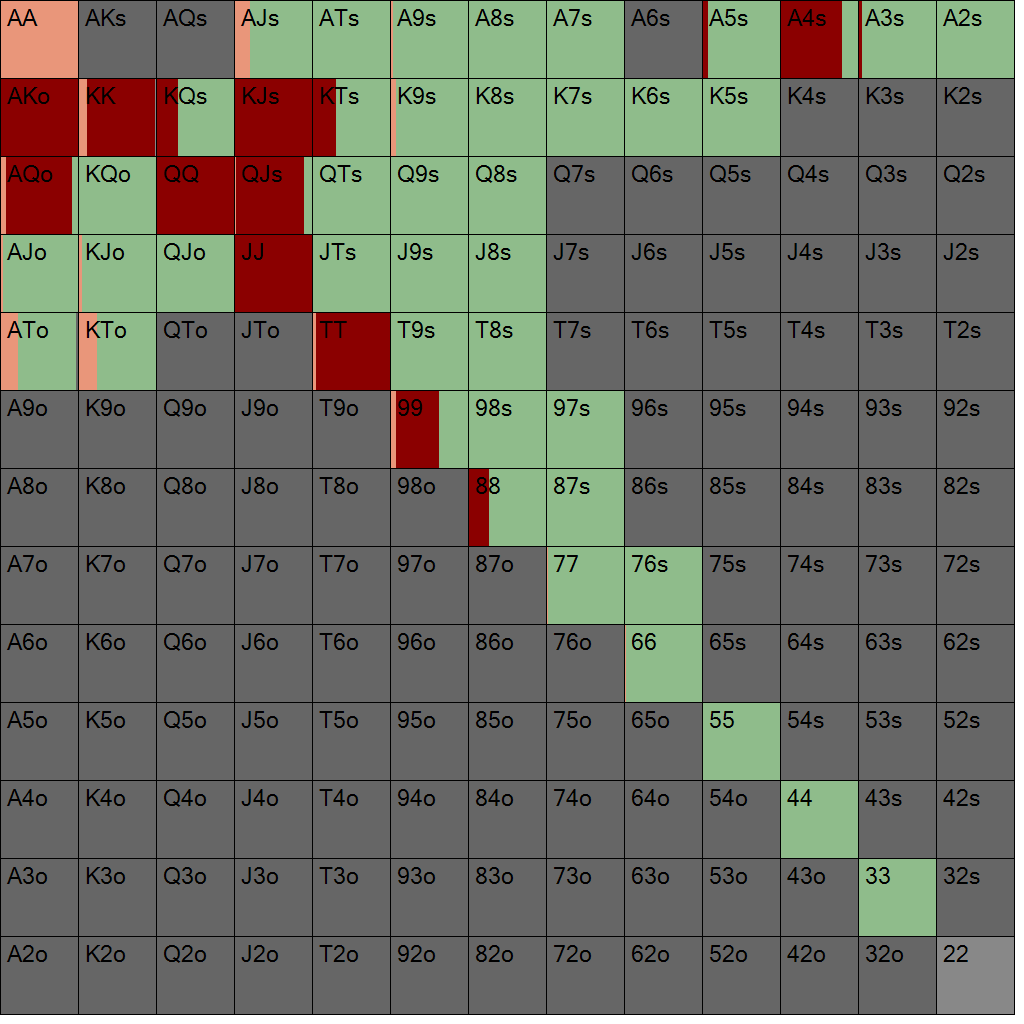 AA AKs AQs AJs ATs A9s A8s A7s A6s A5s A4s A3s A2s
AKo KK KQs KJs KTs K9s K8s K7s K6s K5s K4s K3s K2s
AQo KQo QQ QJs QTs Q9s Q8s Q7s Q6s Q5s Q4s Q3s Q2s
AJo KJo QJo JJ JTs J9s J8s J7s J6s J5s J4s J3s J2s
ATo KTo QTo JTo TT T9s T8s T7s T6s T5s T4s T3s T2s
A9o K9o Q9o J9o T9o 99 98s 97s 96s 95s 94s 93s 92s
A8o K8o Q8o J8o T8o 98o 88 87s 86s 85s 84s 83s 82s
A7o K7o Q7o J7o T7o 97o 87o 77 76s 75s 74s 73s 72s
A6o K6o Q6o J6o T6o 96o 86o 76o 66 65s 64s 63s 62s
A5o K5o Q5o J5o T5o 95o 85o 75o 65o 55 54s 53s 52s
A4o K4o Q4o J4o T4o 94o 84o 74o 64o 54o 44 43s 42s
A3o K3o Q3o J3o T3o 93o 83o 73o 63o 53o 43o 33 32s
A2o K2o Q2o J2o T2o 92o 82o 72o 62o 52o 42o 32o 22